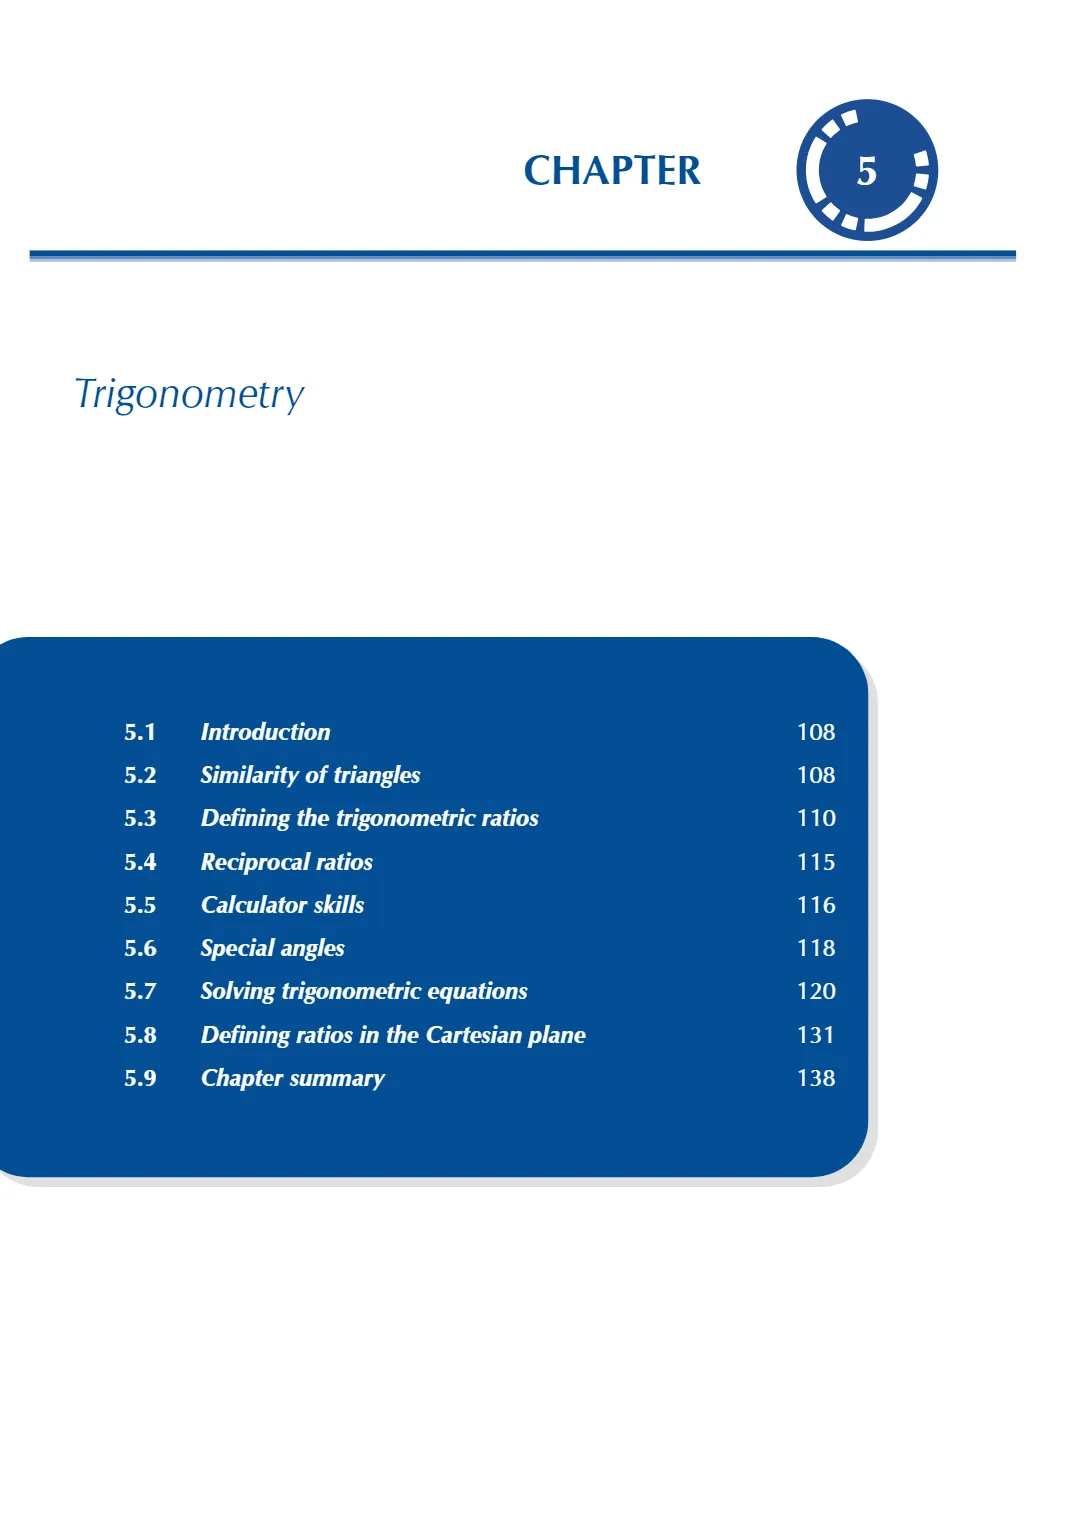 CHAPTER 5
Trigonometry
5.1 Introduction 108
5.2 Similarity of triangles 108
5.3 Defining the trigonometric ratios 110
5.4 Reciprocal ratios 115
5.5 Calculator skills 116
5.6 Special angles 118
5.7 Solving trigonometric equations 120
5.8 Defining ratios in the Cartesian plane 131
5.9 Chapter summary 138